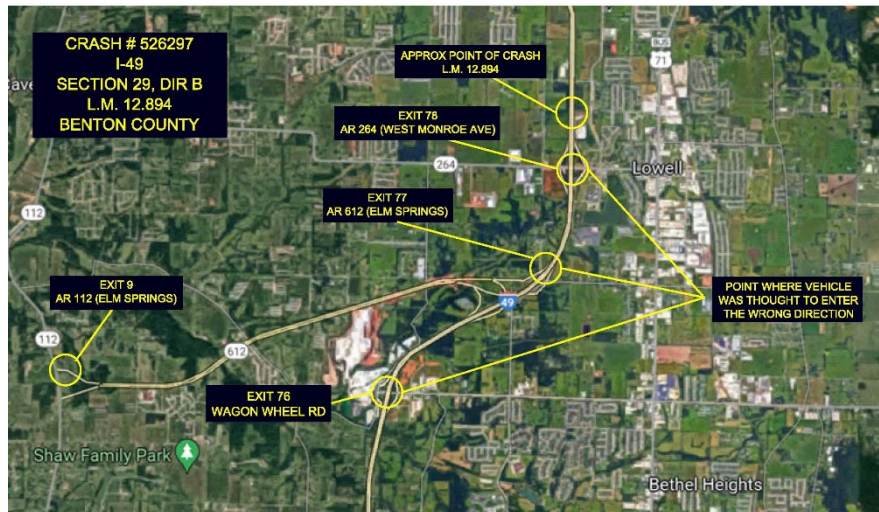 CRASH # 526297
I-49
SECTION 29, DIR B
L.M. 12.894
BENTON COUNTY
APPROX POINT OF CRASH
L.M. 12.894
BUS
71
EXIT 78
AR 264 (WEST MONROE AVE)
264
Lowell
112
EXIT 77
AR 612 (ELM SPRINGS)
EXIT 9
AR 112 (ELM SPRINGS)
49
POINT WHERE VEHICLE
WAS THOUGHT TO ENTER
THE WRONG DIRECTION
112
612
EXIT 76
WAGON WHEEL RD
Shaw Family Park
Bethel Heights